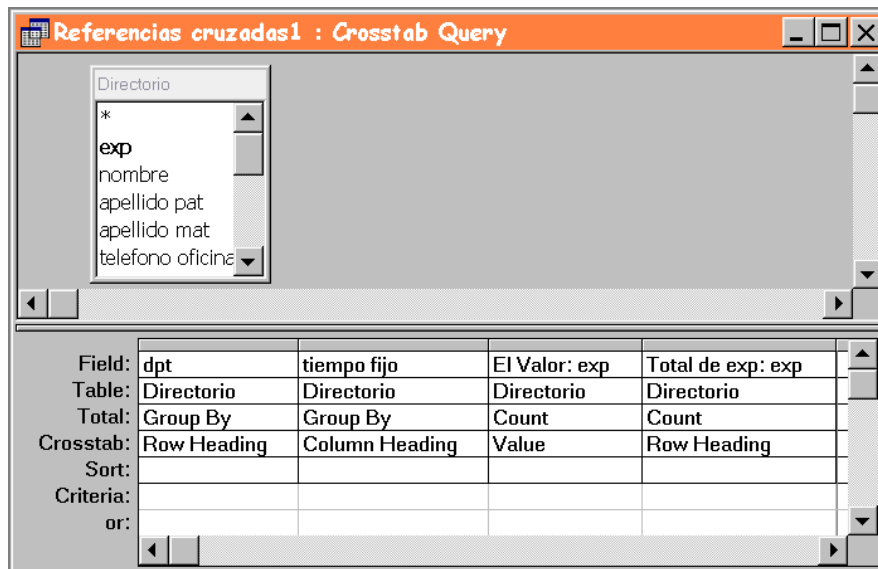 Referencias cruzadas1 : Crosstab Query
Directorio
*
exp
nombre
apellido pat
apellido mat
telefono oficina
Field: dpt tiempo fijo El Valor: exp Total de exp: exp
Table: Directorio Directorio Directorio Directorio
Total: Group By Group By Count Count
Crosstab: Row Heading Column Heading Value Row Heading
Sort:
Criteria:
or: